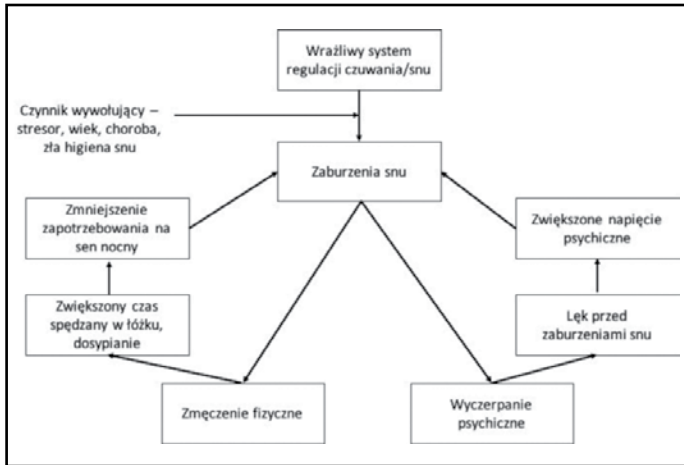 Wrażliwy system
regulacji czuwania/snu
Czynnik wywołujący –
stresor, wiek, choroba,
zła higiena snu
Zaburzenia snu
Zmniejszenie
zapotrzebowania na
sen nocny
Zwiększone napięcie
psychiczne
Zwiększony czas
spędzany w łóżku,
dosypianie
Lęk przed
zaburzeniami snu
Zmęczenie fizyczne
Wyczerpanie
psychiczne